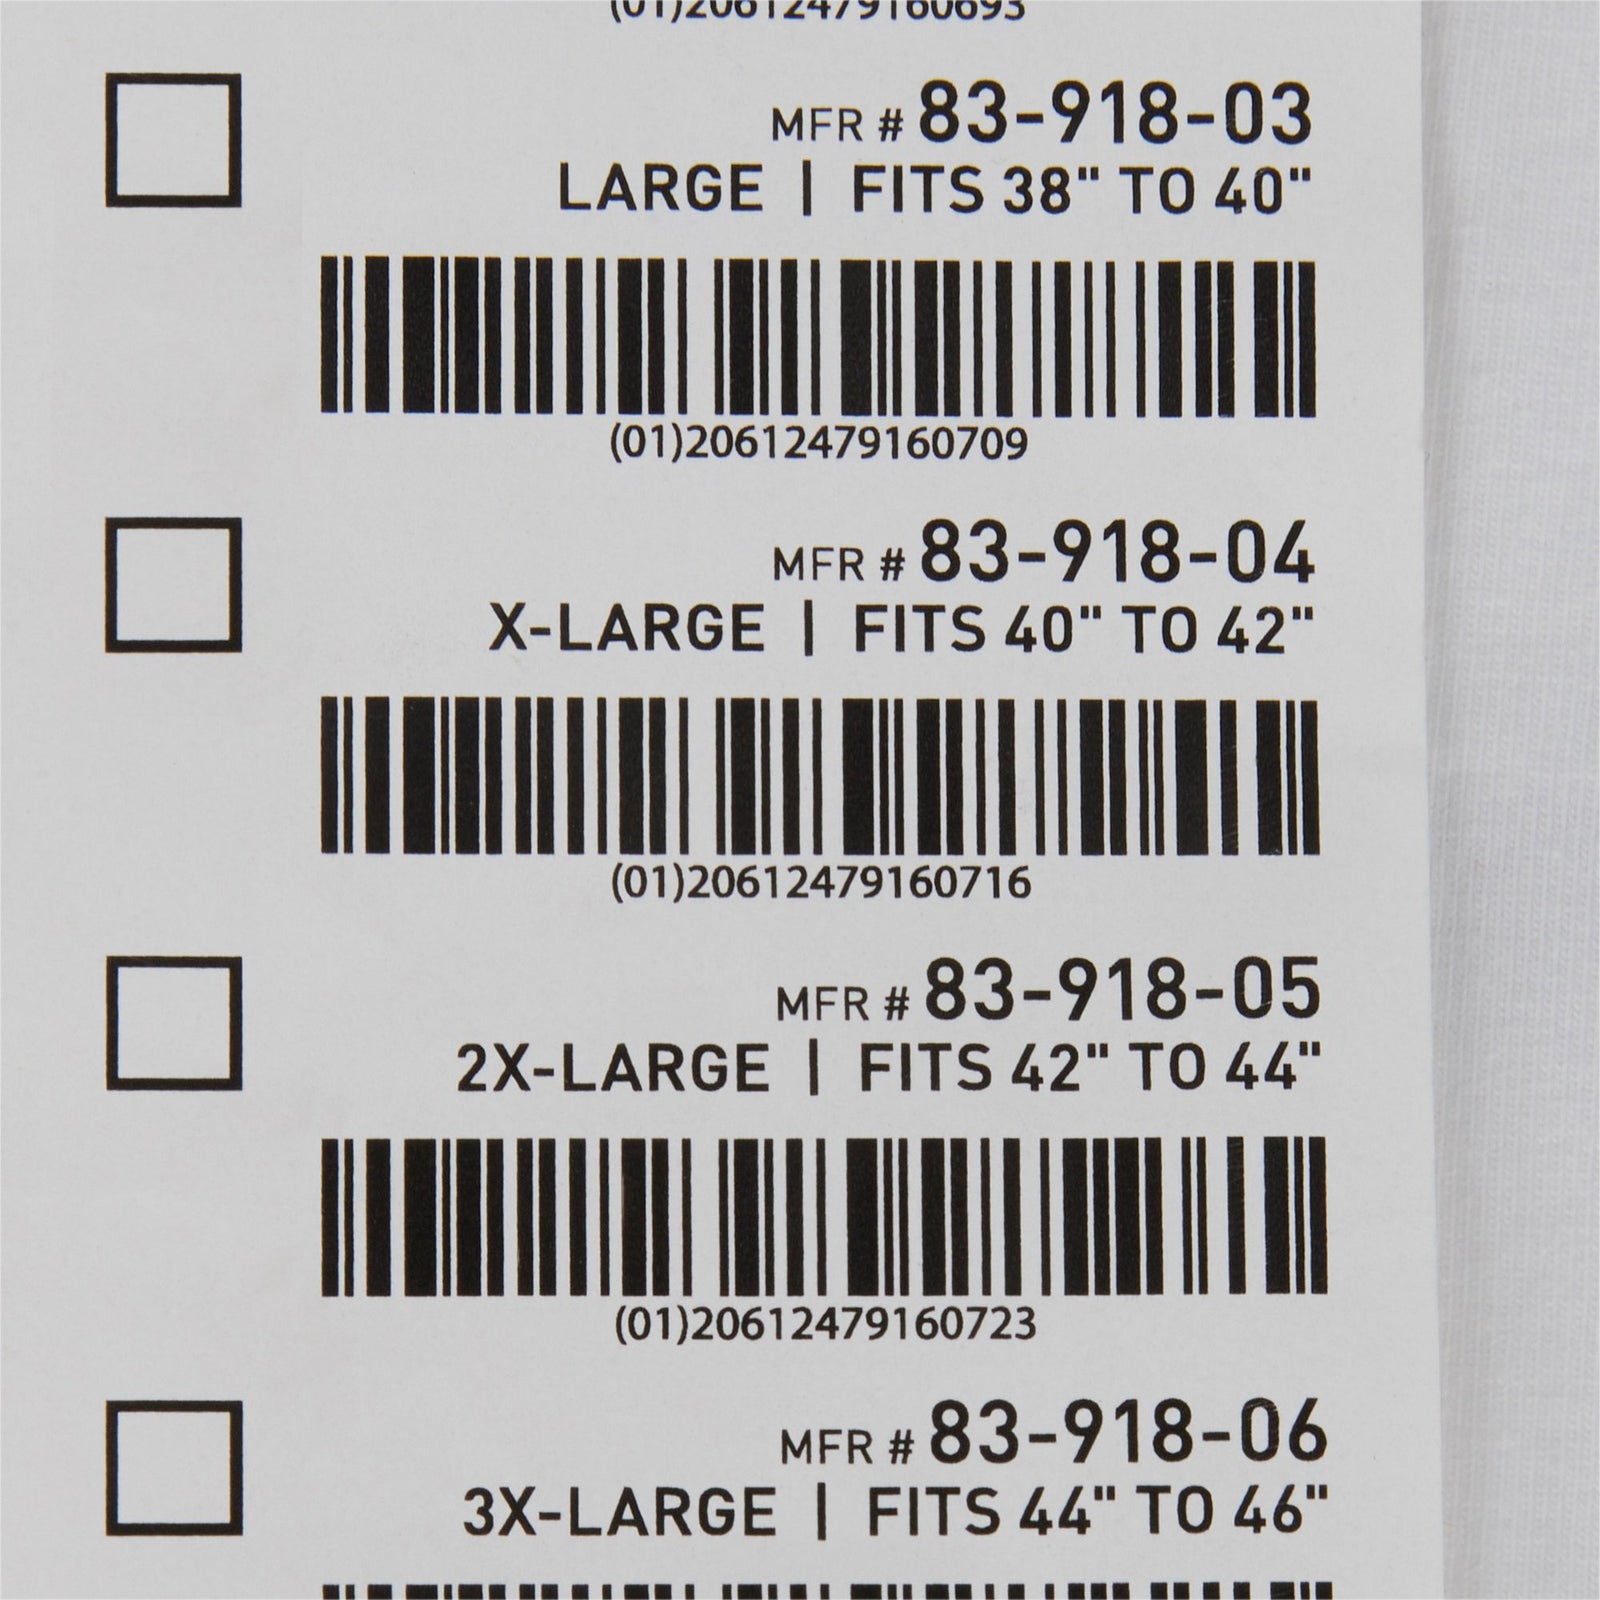 (01)20612479160693
MFR # 83-918-03
LARGE | FITS 38" TO 40"
(01)20612479160709
MFR # 83-918-04
X-LARGE | FITS 40" TO 42"
(01)20612479160716
MFR # 83-918-05
2X-LARGE | FITS 42" TO 44"
(01)20612479160723
MFR # 83-918-06
3X-LARGE | FITS 44" TO 46"